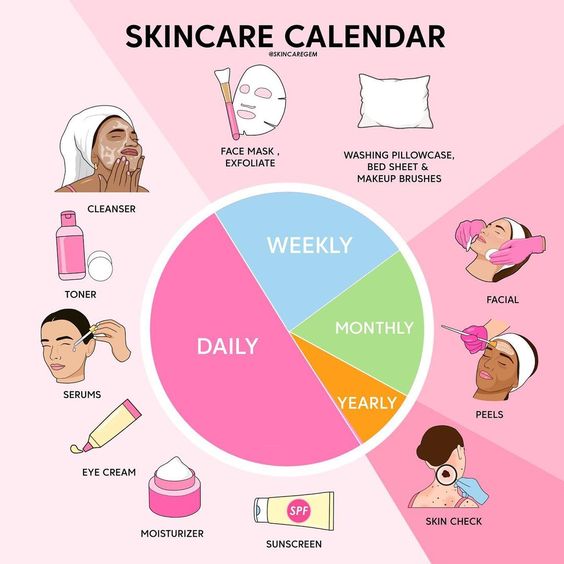 SKINCARE CALENDAR
@SKINCAREGEM
FACE MASK ,
EXFOLIATE
WASHING PILLOWCASE,
BED SHEET &
MAKEUP BRUSHES
CLEANSER
TONER
SERUMS
EYE CREAM
MOISTURIZER
SPF
SUNSCREEN
WEEKLY
MONTHLY
DAILY
YEARLY
FACIAL
PEELS
SKIN CHECK